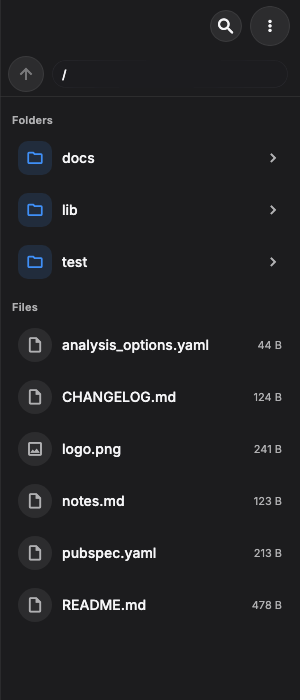 /
Folders
docs
lib
test
Files
analysis_options.yaml 44 B
CHANGELOG.md 124 B
logo.png 241 B
notes.md 123 B
pubspec.yaml 213 B
README.md 478 B